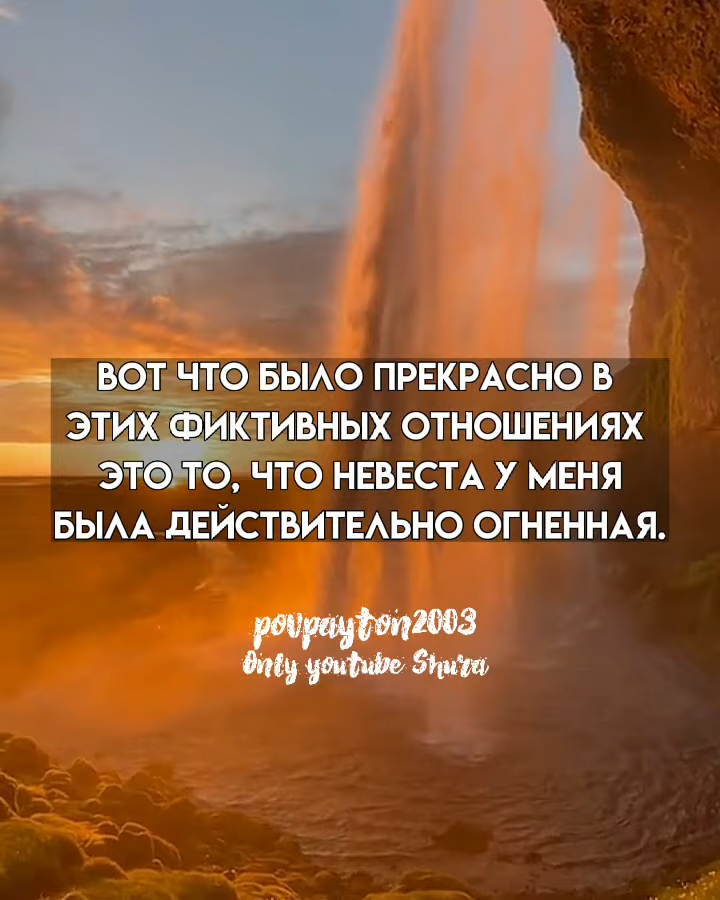 ВОТ ЧТО БЫЛО ПРЕКРАСНО В
ЭТИХ ФИКТИВНЫХ ОТНОШЕНИЯХ
ЭТО ТО, ЧТО НЕВЕСТА У МЕНЯ
БЫЛА ДЕЙСТВИТЕЛЬНО ОГНЕННАЯ.
povpayton2003
Only youtube Shura